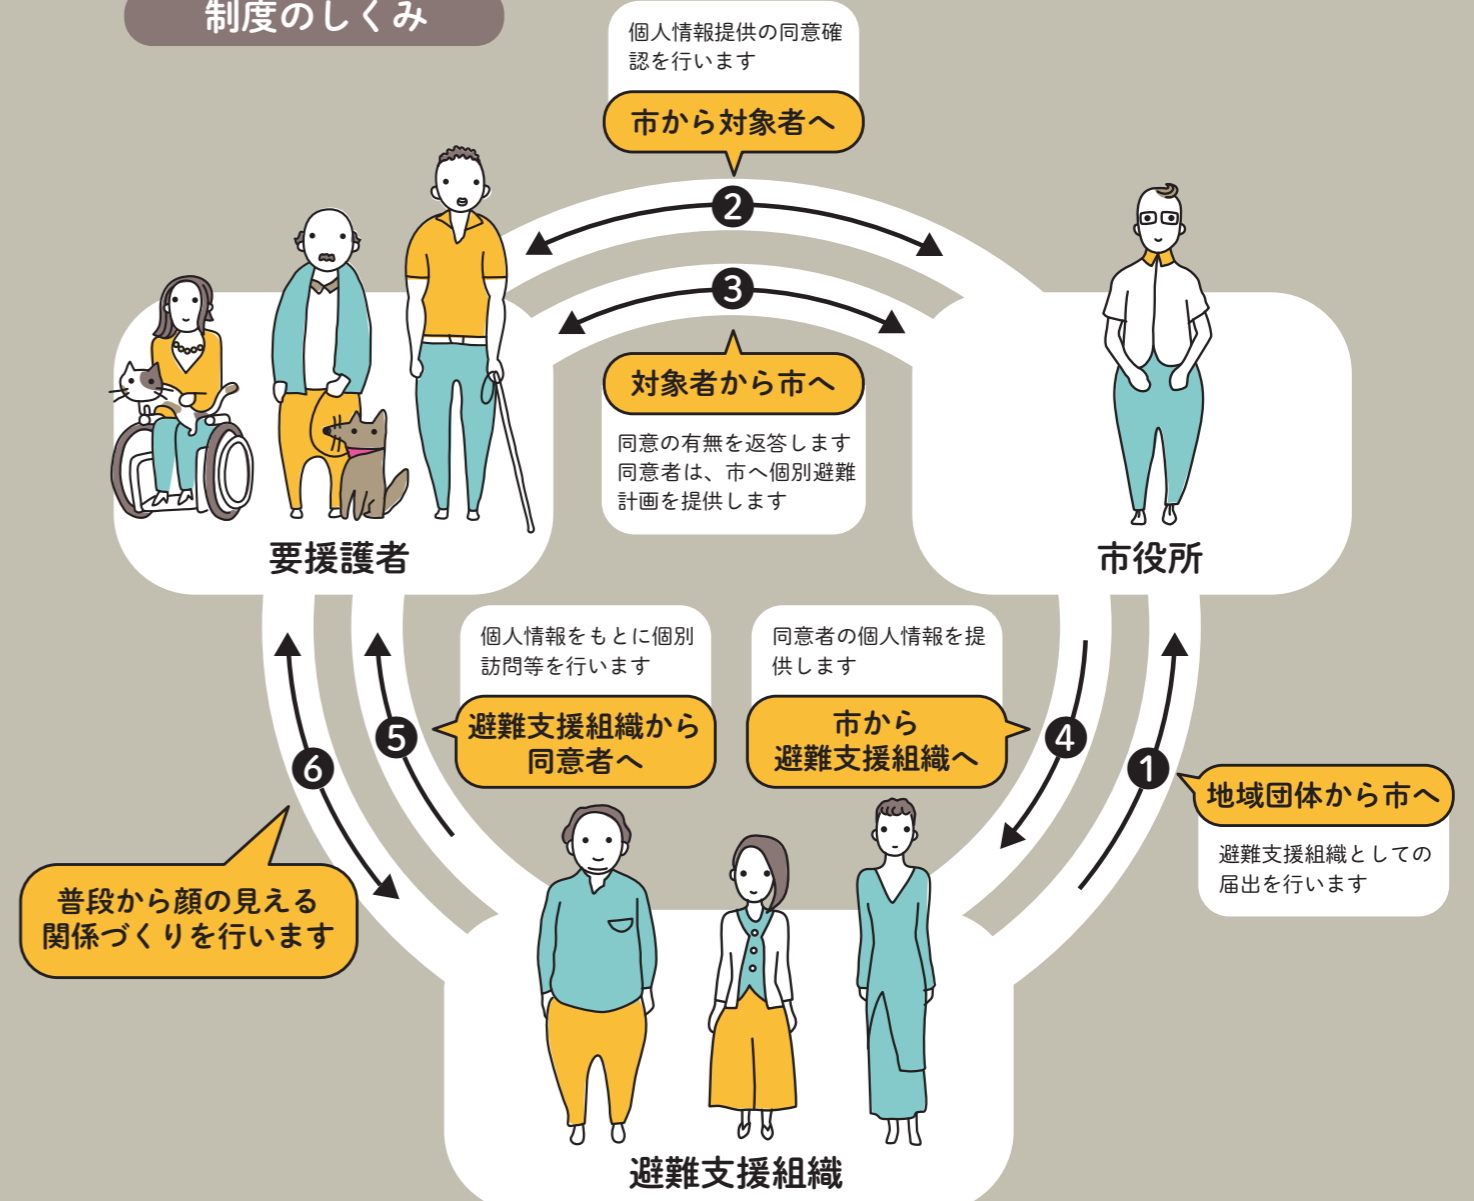 制度のしくみ
個人情報提供の同意確
認を行います
市から対象者へ
2
3
対象者から市へ
同意の有無を返答します
同意者は、市へ個別避難
計画を提供します
要援護者
市役所
個人情報をもとに個別
訪問等を行います
避難支援組織から
同意者へ
5
6
同意者の個人情報を提
供します
市から
避難支援組織へ
4
1
地域団体から市へ
避難支援組織としての
届出を行います
普段から顔の見える
関係づくりを行います
避難支援組織